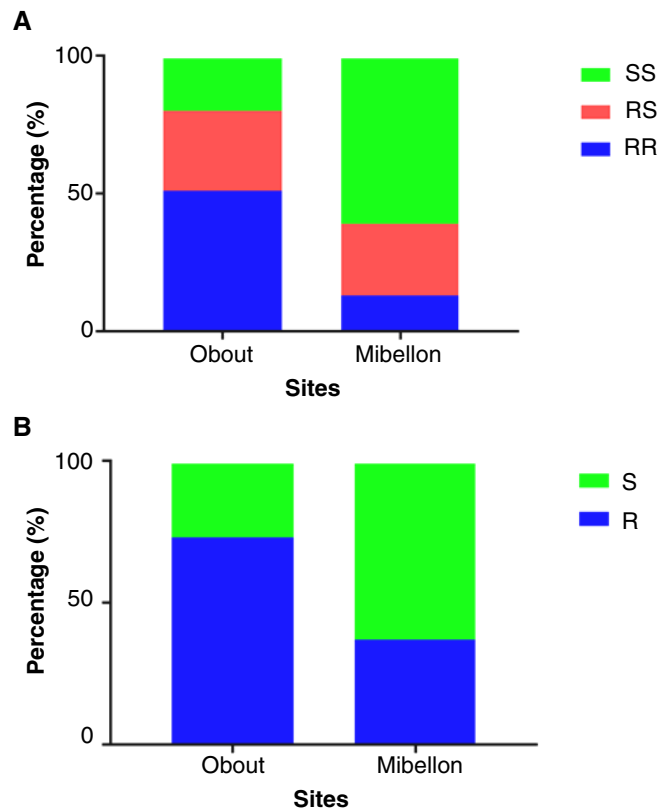 A
Percentage (%)
100
50
0
Obout
Mibellon
Sites
SS
RS
RR
B
Percentage (%)
100
50
0
Obout
Mibellon
Sites
S
R